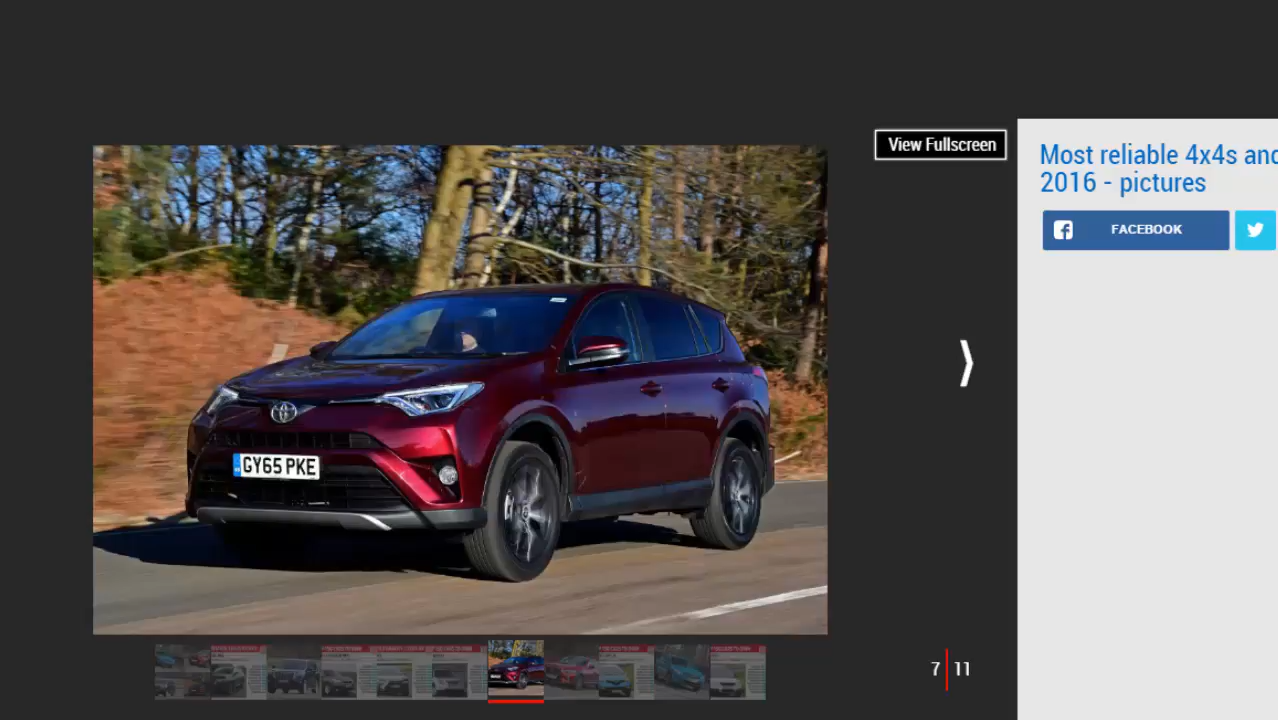 View Fullscreen
Most reliable 4x4s and
2016 - pictures
FACEBOOK
GY65 PKE
7 11